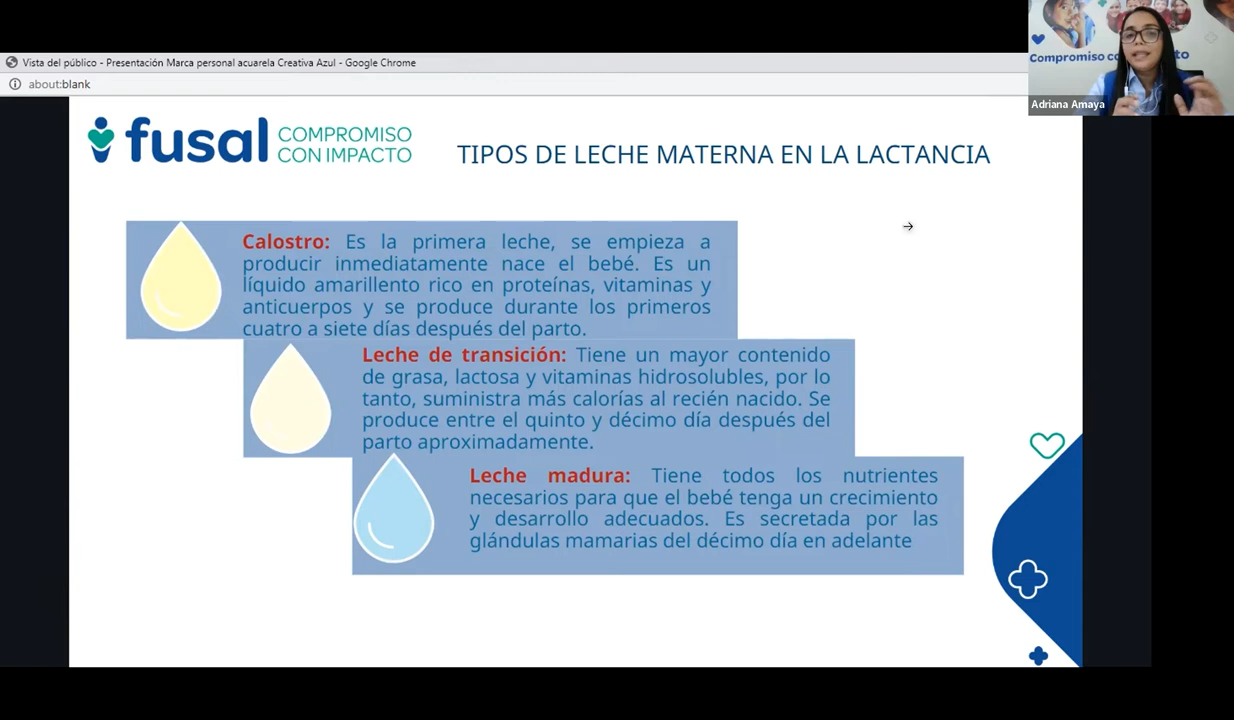 Vista del público - Presentación Marca personal acuarela Creativa Azul - Google Chrome
about:blank
Adriana Amaya
fusal COMPROMISO
CON IMPACTO
TIPOS DE LECHE MATERNA EN LA LACTANCIA
Calostro: Es la primera leche, se empieza a
producir inmediatamente nace el bebé. Es un
líquido amarillento rico en proteínas, vitaminas y
anticuerpos y se produce durante los primeros
cuatro a siete días después del parto.
Leche de transición: Tiene un mayor contenido
de grasa, lactosa y vitaminas hidrosolubles, por lo
tanto, suministra más calorías al recién nacido. Se
produce entre el quinto y décimo día después del
parto aproximadamente.
Leche madura: Tiene todos los nutrientes
necesarios para que el bebé tenga un crecimiento
y desarrollo adecuados. Es secretada por las
glándulas mamarias del décimo día en adelante